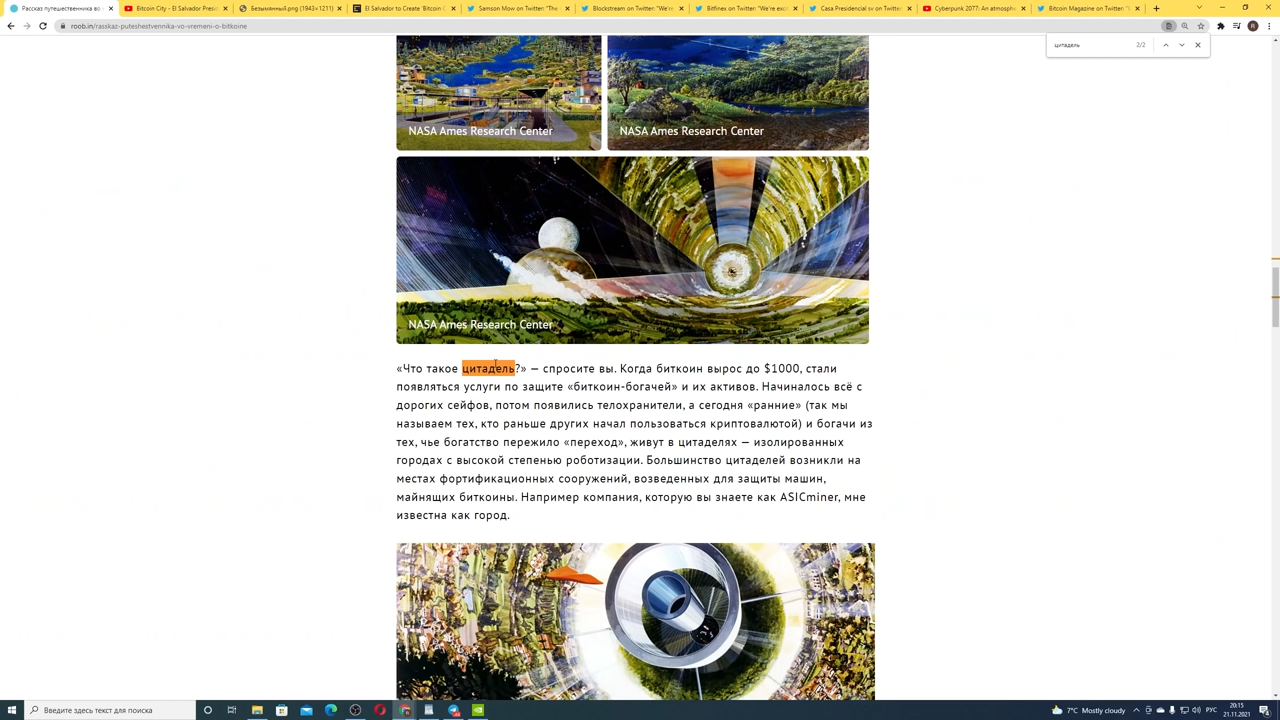 Рассказ путешественника во в
Bitcoin City - El Salvador Presi
Безымянный.png (1943×1211)
El Salvador to Create 'Bitcoin C
Samson Mow on Twitter: "The
Blockstream on Twitter: "We're
Bitfinex on Twitter: "We're exc
Casa Presidencial sv on Twitter
Cyberpunk 2077: An atmosphe
Bitcoin Magazine on Twitter: "
roob.in/rasskaz-puteshestvennika-vo-vremeni-o-bitkoine
R
цитадель
2/2
NASA Ames Research Center
NASA Ames Research Center
NASA Ames Research Center
«Что такое цитадель?» — спросите вы. Когда биткоин вырос до $1000, стали
появляться услуги по защите «биткоин-богачей» и их активов. Начиналось всё с
дорогих сейфов, потом появились телохранители, а сегодня «ранние» (так мы
называем тех, кто раньше других начал пользоваться криптовалютой) и богачи из
тех, чье богатство пережило «переход», живут в цитаделях — изолированных
городах с высокой степенью роботизации. Большинство цитаделей возникли на
местах фортификационных сооружений, возведенных для защиты машин,
майнящих биткоины. Например компания, которую вы знаете как ASICminer, мне
известна как город.
Введите здесь текст для поиска
7°C Mostly cloudy
РУС
20:15
21.11.2021